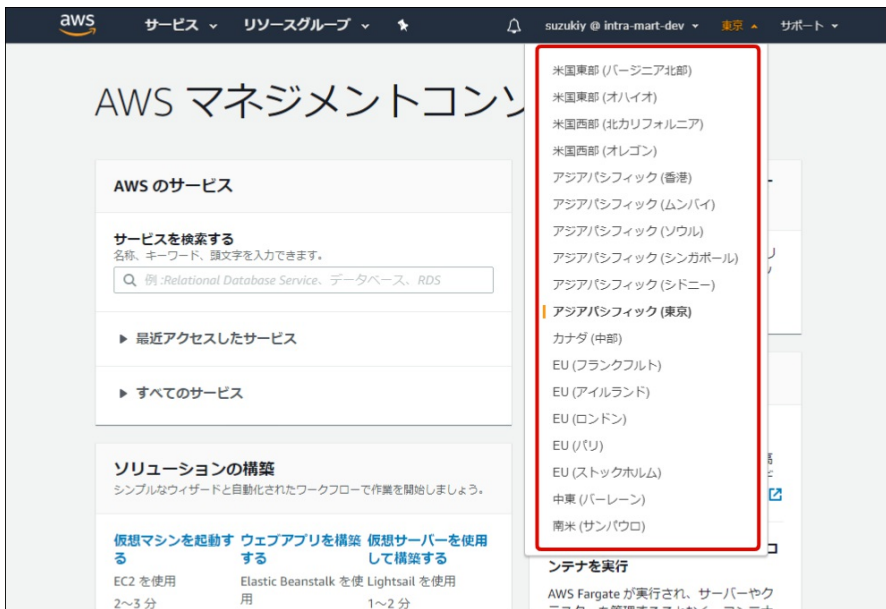 aws サービス リソースグループ suzukiy @ intra-mart-dev 東京 サポート
AWS マネジメントコンソ
AWS のサービス
サービスを検索する
名称、キーワード、頭文字を入力できます。
例 :Relational Database Service、データベース、RDS
最近アクセスしたサービス
すべてのサービス
ソリューションの構築
シンプルなウィザードと自動化されたワークフローで作業を開始しましょう。
仮想マシンを起動す
る
EC2 を使用
2～3 分
ウェブアプリを構築
する
Elastic Beanstalk を使
用
仮想サーバーを使用
して構築する
Lightsail を使用
1～2 分
米国東部 (バージニア北部)
米国東部 (オハイオ)
米国西部 (北カリフォルニア)
米国西部 (オレゴン)
アジアパシフィック (香港)
アジアパシフィック (ムンバイ)
アジアパシフィック (ソウル)
アジアパシフィック (シンガポール)
アジアパシフィック (シドニー)
アジアパシフィック (東京)
カナダ (中部)
EU (フランクフルト)
EU (アイルランド)
EU (ロンドン)
EU (パリ)
EU (ストックホルム)
中東 (バーレーン)
南米 (サンパウロ)
ンテナを実行
AWS Fargate が実行され、サーバーやク